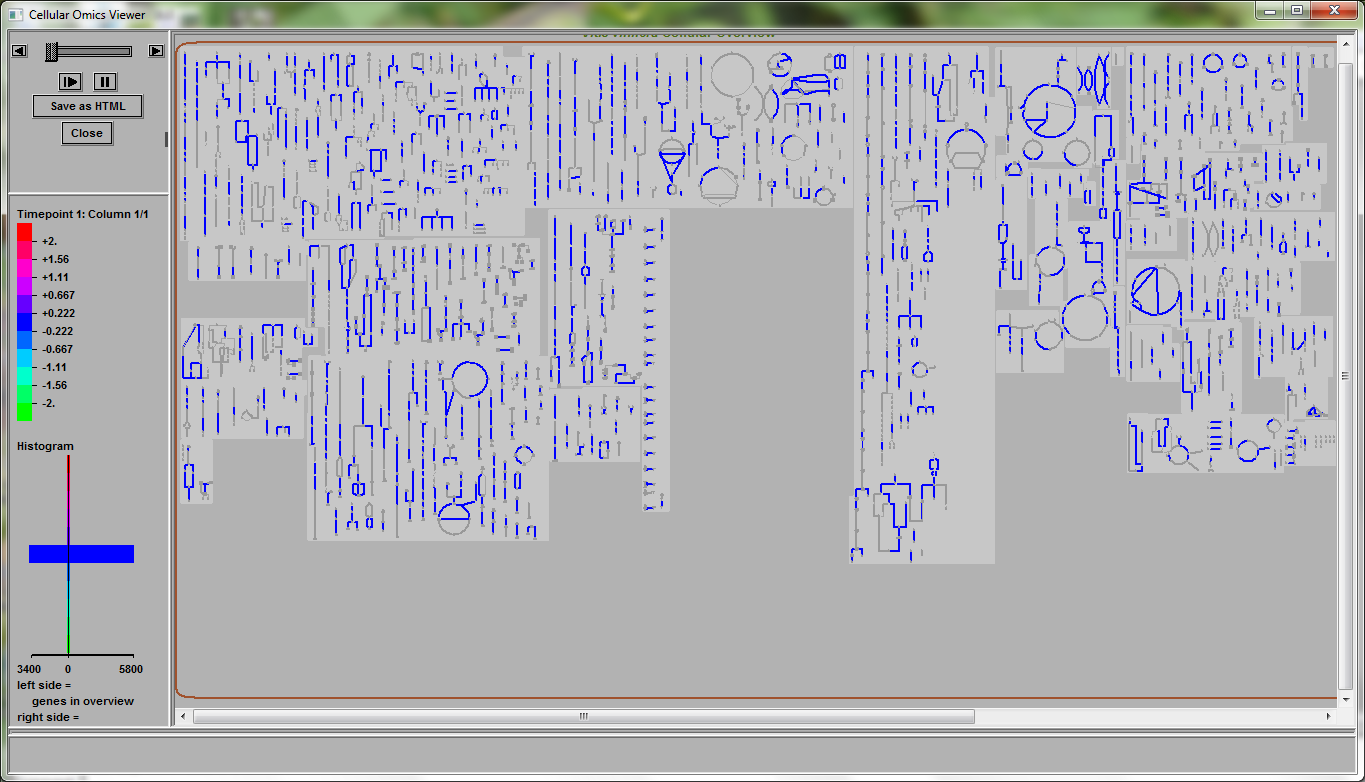 Cellular Omics Viewer
Save as HTML
Close
Timepoint 1: Column 1/1
+2.
+1.56
+1.11
+0.667
+0.222
-0.222
-0.667
-1.11
-1.56
-2.
Histogram
3400 0 5800
left side =
genes in overview
right side =
Cellular Overview